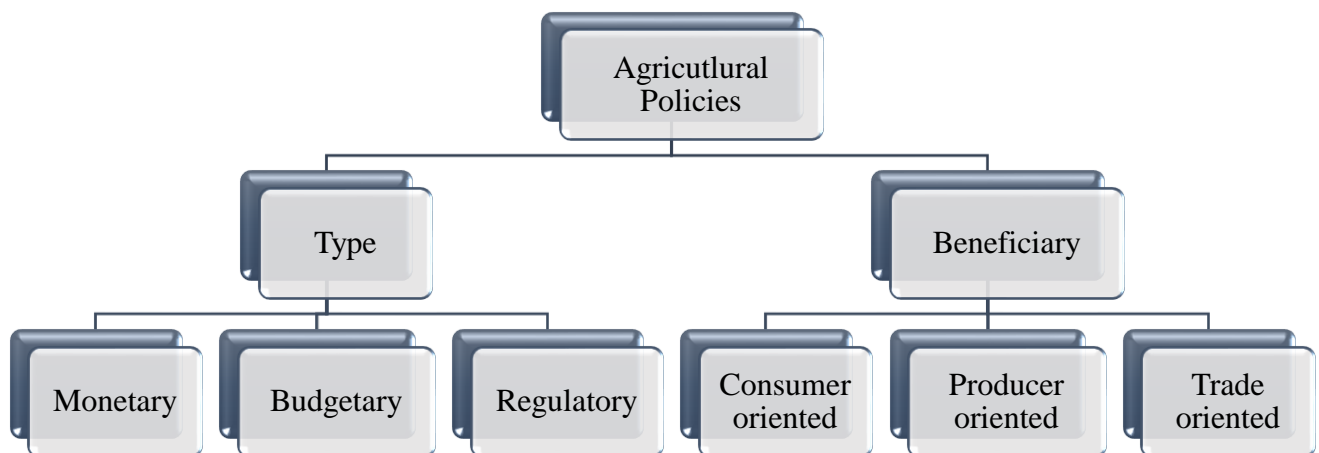 Agricutlural
Policies
Type
Beneficiary
Monetary
Budgetary
Regulatory
Consumer
oriented
Producer
oriented
Trade
oriented